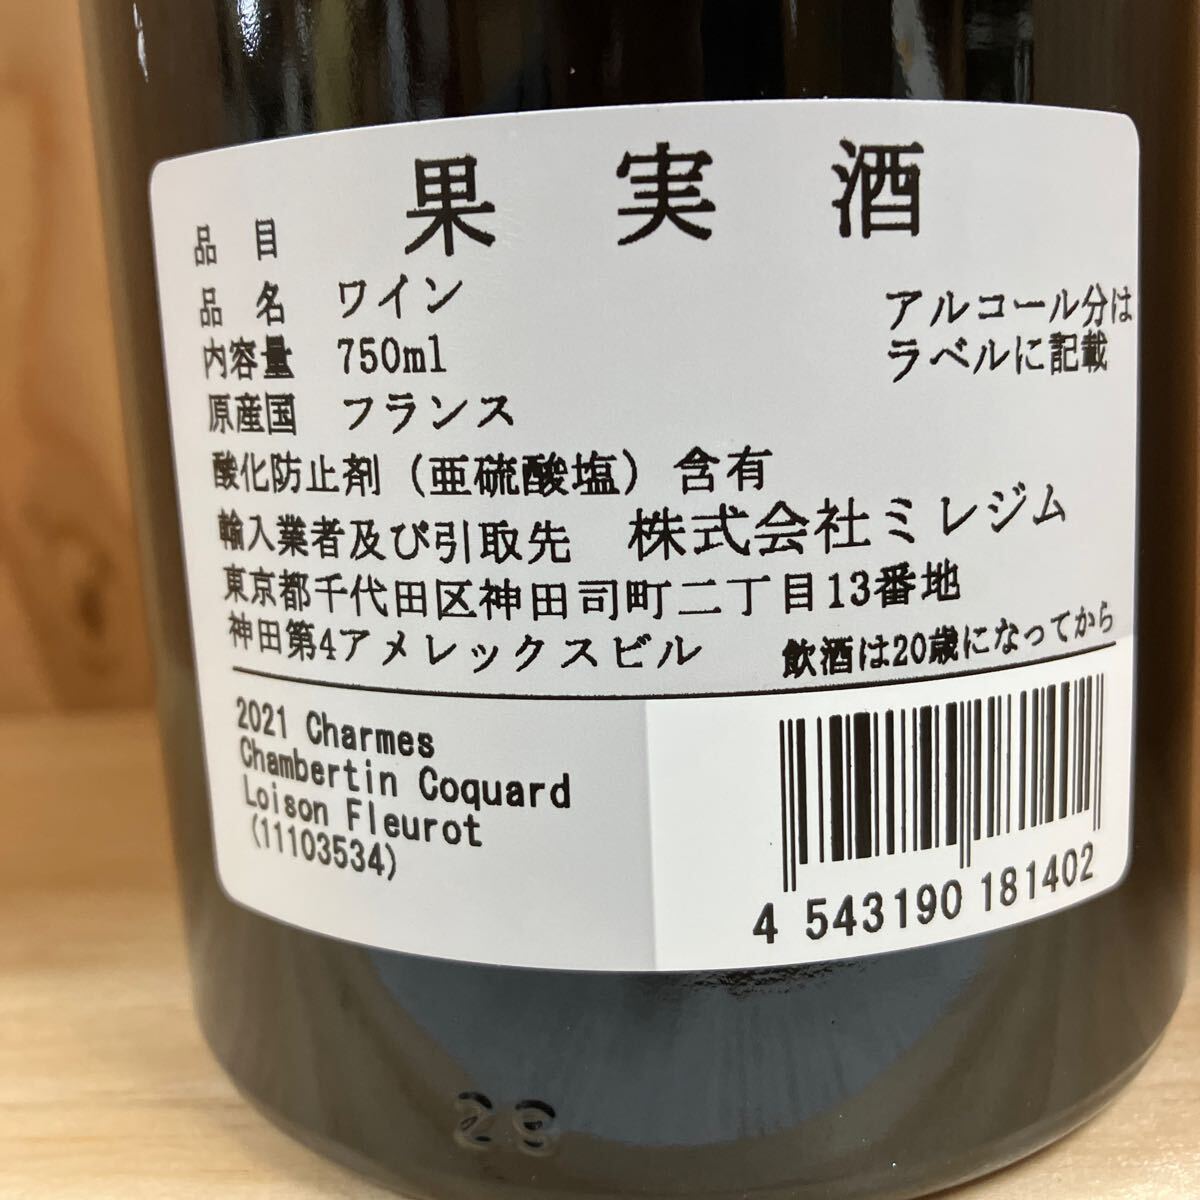 品目 果実酒
品名 ワイン
内容量 750ml
アルコール分は
ラベルに記載
原産国 フランス
酸化防止剤(亜硫酸塩)含有
輸入業者及び引取先 株式会社ミレジム
東京都千代田区神田司町二丁目13番地
神田第4アメレックスビル 飲酒は20歳になってから
2021 Charmes
Chambertin Coquard
Loison Fleurot
(11103534)
4 543190 181402